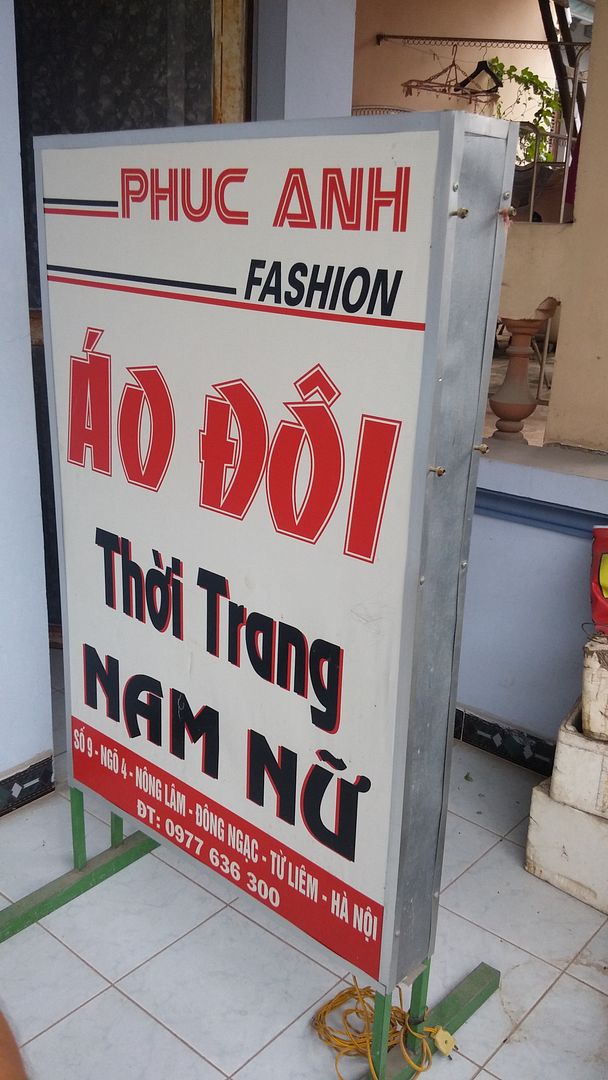 PHUC ANH
FASHION
ÁO ĐÔI
Thời Trang
NAM NỮ
SỐ 9 - NGÕ 4 - NÔNG LÂM - ĐÔNG NGẠC - TỪ LIÊM - HÀ NỘI
ĐT: 0977 636 300